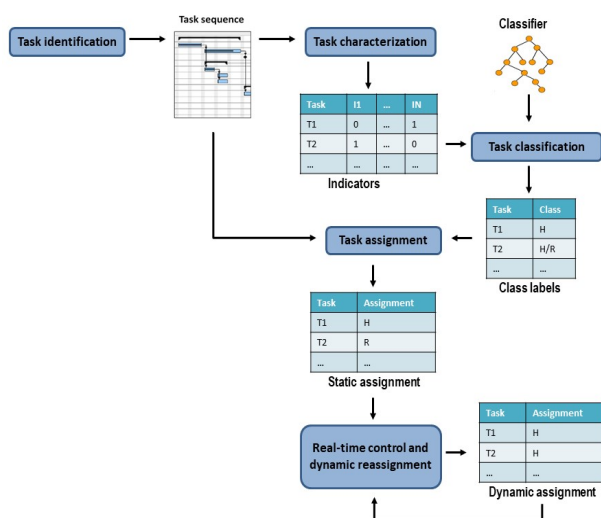 Task sequence
Classifier
Task identification
Task characterization
Task I1 ... IN
T1 0 ... 1
T2 1 ... 0
... ... ... ...
Indicators
Task classification
Task Class
T1 H
T2 H/R
... ...
Class labels
Task assignment
Task Assignment
T1 H
T2 R
... ...
Static assignment
Real-time control and
dynamic reassignment
Task Assignment
T1 H
T2 H
... ...
Dynamic assignment